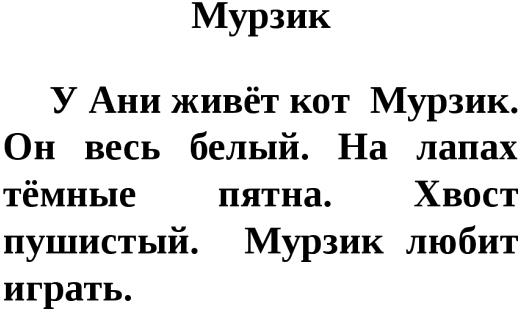 Мурзик
У Ани живёт кот Мурзик.
Он весь белый. На лапах
тёмные пятна. Хвост
пушистый. Мурзик любит
играть.